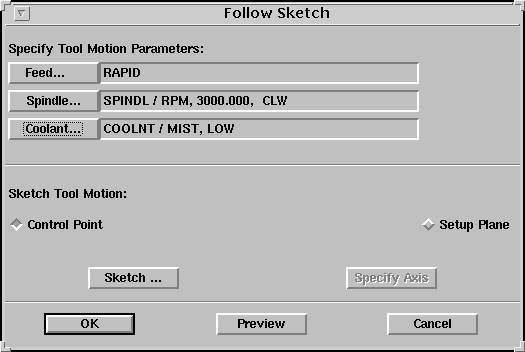 Follow Sketch
Specify Tool Motion Parameters:
Feed... RAPID
Spindle... SPINDL / RPM, 3000.000, CLW
Coolant... COOLNT / MIST, LOW
Sketch Tool Motion:
Control Point Setup Plane
Sketch ... Specify Axis
OK Preview Cancel